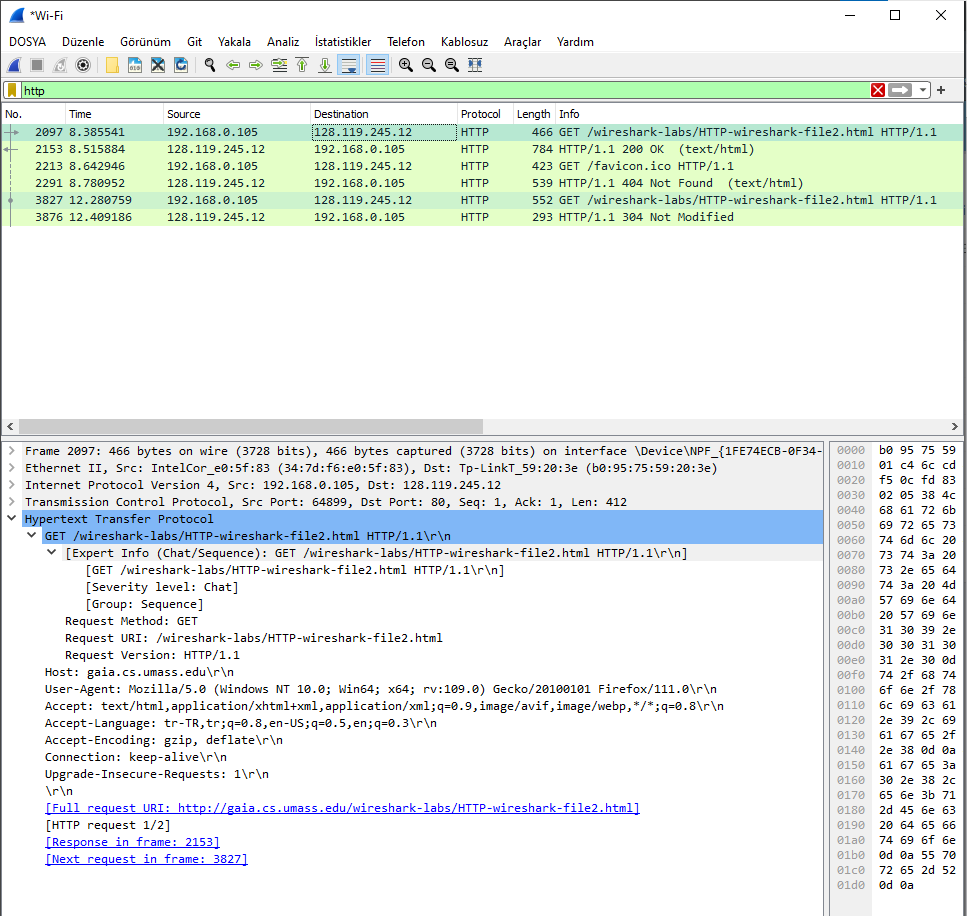 *Wi-Fi
DOSYA Düzenle Görünüm Git Yakala Analiz İstatistikler Telefon Kablosuz Araçlar Yardım
http
No. Time Source Destination Protocol Length Info
2097 8.385541 192.168.0.105 128.119.245.12 HTTP 466 GET /wireshark-labs/HTTP-wireshark-file2.html HTTP/1.1
2153 8.515884 128.119.245.12 192.168.0.105 HTTP 784 HTTP/1.1 200 OK (text/html)
2213 8.642946 192.168.0.105 128.119.245.12 HTTP 423 GET /favicon.ico HTTP/1.1
2291 8.780952 128.119.245.12 192.168.0.105 HTTP 539 HTTP/1.1 404 Not Found (text/html)
3827 12.280759 192.168.0.105 128.119.245.12 HTTP 552 GET /wireshark-labs/HTTP-wireshark-file2.html HTTP/1.1
3876 12.409186 128.119.245.12 192.168.0.105 HTTP 293 HTTP/1.1 304 Not Modified
Frame 2097: 466 bytes on wire (3728 bits), 466 bytes captured (3728 bits) on interface \Device\NPF_{1FE74ECB-0F34-
Ethernet II, Src: IntelCor_e0:5f:83 (34:7d:f6:e0:5f:83), Dst: Tp-LinkT_59:20:3e (b0:95:75:59:20:3e)
Internet Protocol Version 4, Src: 192.168.0.105, Dst: 128.119.245.12
Transmission Control Protocol, Src Port: 64899, Dst Port: 80, Seq: 1, Ack: 1, Len: 412
Hypertext Transfer Protocol
GET /wireshark-labs/HTTP-wireshark-file2.html HTTP/1.1\r\n
[Expert Info (Chat/Sequence): GET /wireshark-labs/HTTP-wireshark-file2.html HTTP/1.1\r\n]
[GET /wireshark-labs/HTTP-wireshark-file2.html HTTP/1.1\r\n]
[Severity level: Chat]
[Group: Sequence]
Request Method: GET
Request URI: /wireshark-labs/HTTP-wireshark-file2.html
Request Version: HTTP/1.1
Host: gaia.cs.umass.edu\r\n
User-Agent: Mozilla/5.0 (Windows NT 10.0; Win64; x64; rv:109.0) Gecko/20100101 Firefox/111.0\r\n
Accept: text/html,application/xhtml+xml,application/xml;q=0.9,image/avif,image/webp,*/*;q=0.8\r\n
Accept-Language: tr-TR,tr;q=0.8,en-US;q=0.5,en;q=0.3\r\n
Accept-Encoding: gzip, deflate\r\n
Connection: keep-alive\r\n
Upgrade-Insecure-Requests: 1\r\n
\r\n
[Full request URI: http://gaia.cs.umass.edu/wireshark-labs/HTTP-wireshark-file2.html]
[HTTP request 1/2]
[Response in frame: 2153]
[Next request in frame: 3827]
0000 b0 95 75 59
0010 01 c4 6c cd
0020 f5 0c fd 83
0030 02 05 38 4c
0040 68 61 72 6b
0050 69 72 65 73
0060 74 6d 6c 20
0070 73 74 3a 20
0080 73 2e 65 64
0090 74 3a 20 4d
00a0 57 69 6e 64
00b0 20 57 69 6e
00c0 31 30 39 2e
00d0 30 30 31 30
00e0 31 2e 30 0d
00f0 74 2f 68 74
0100 6f 6e 2f 78
0110 6c 69 63 61
0120 2e 39 2c 69
0130 61 67 65 2f
0140 2e 38 0d 0a
0150 61 67 65 3a
0160 30 2e 38 2c
0170 65 6e 3b 71
0180 2d 45 6e 63
0190 20 64 65 66
01a0 74 69 6f 6e
01b0 0d 0a 55 70
01c0 72 65 2d 52
01d0 0d 0a